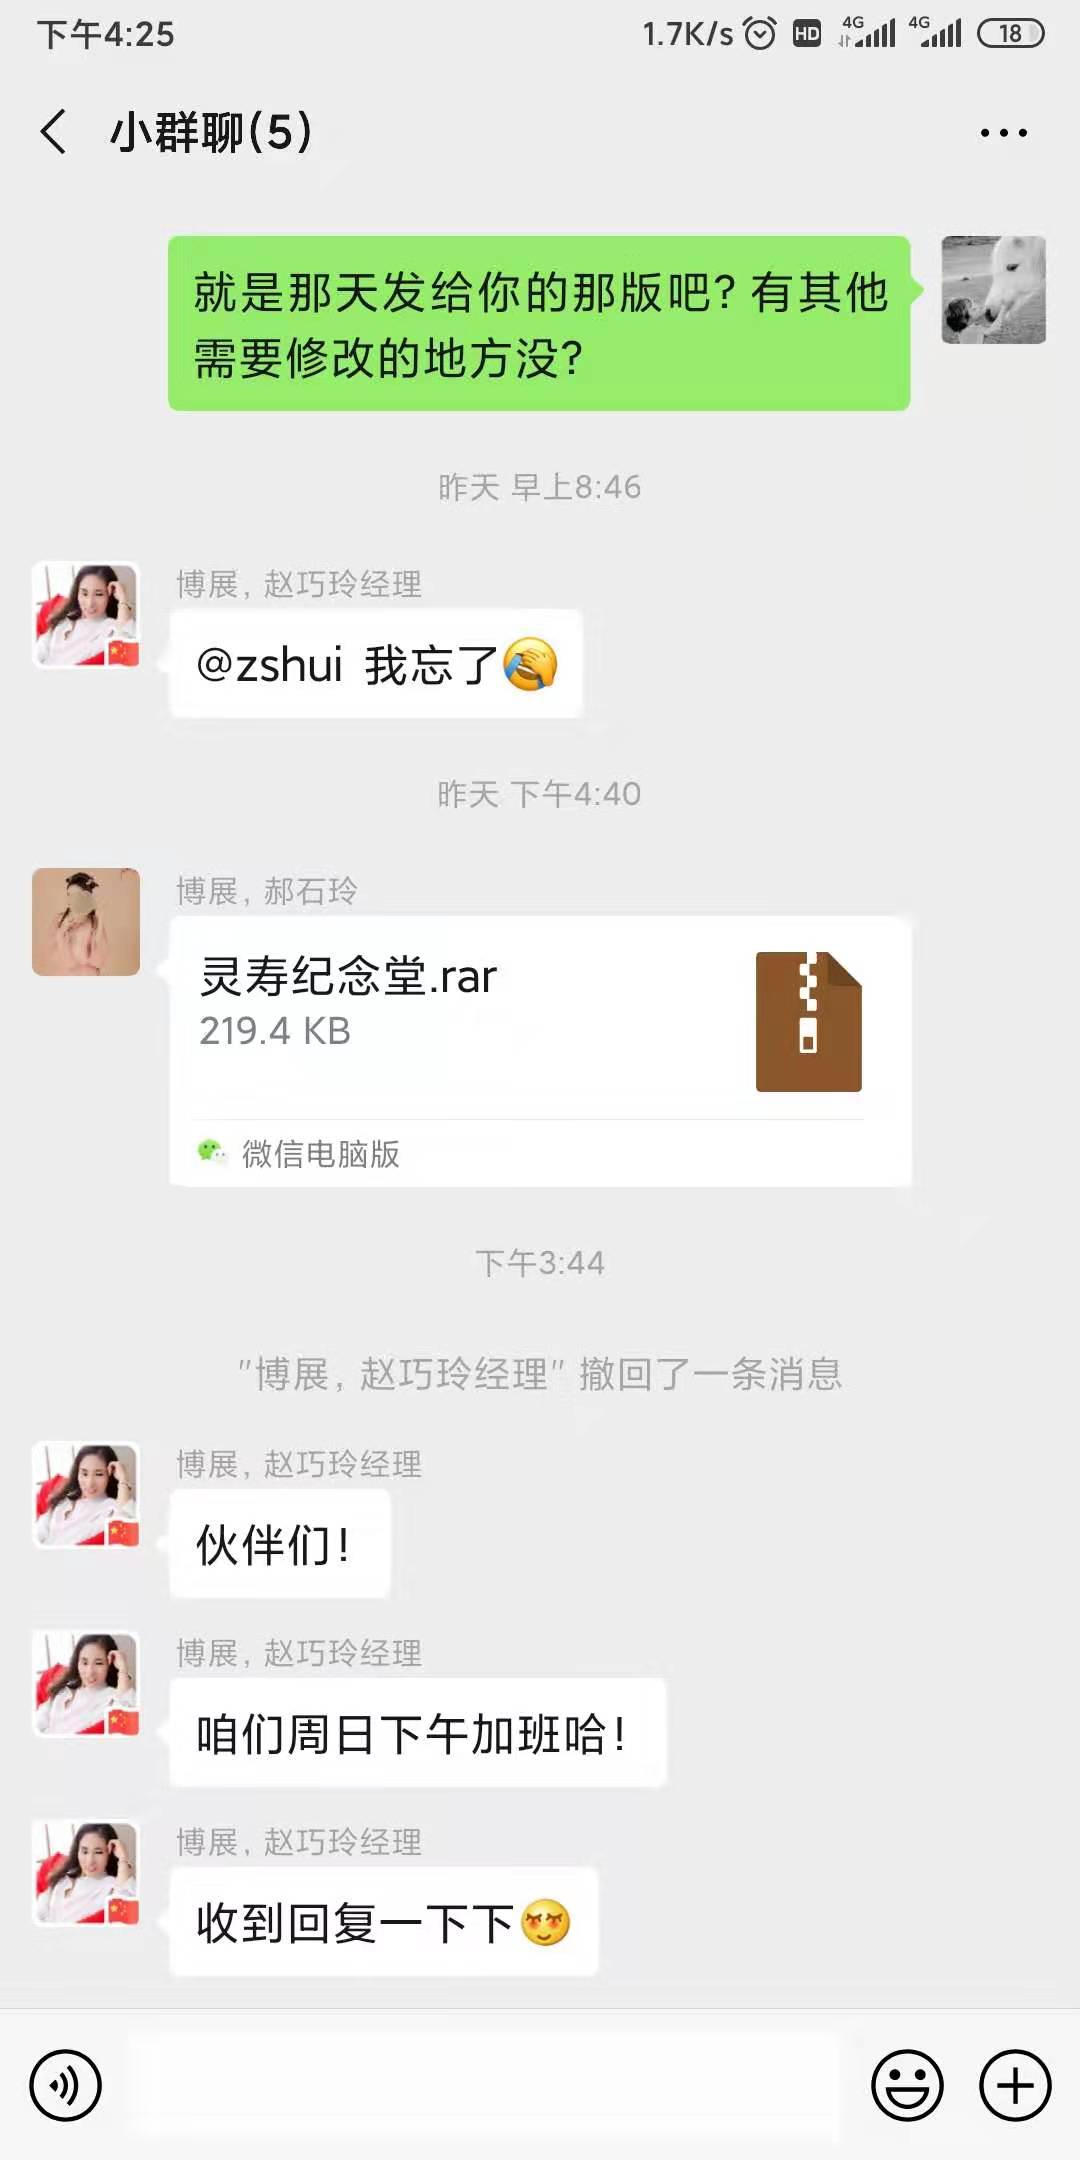 下午4:25
1.7K/s HD 4G 4G 18
小群聊(5)
就是那天发给你的那版吧? 有其他
需要修改的地方没?
昨天 早上8:46
博展, 赵巧玲经理
@zshui 我忘了
昨天 下午4:40
博展, 郝石玲
灵寿纪念堂.rar
219.4 KB
微信电脑版
下午3:44
"博展, 赵巧玲经理" 撤回了一条消息
博展, 赵巧玲经理
伙伴们!
博展, 赵巧玲经理
咱们周日下午加班哈!
博展, 赵巧玲经理
收到回复一下下